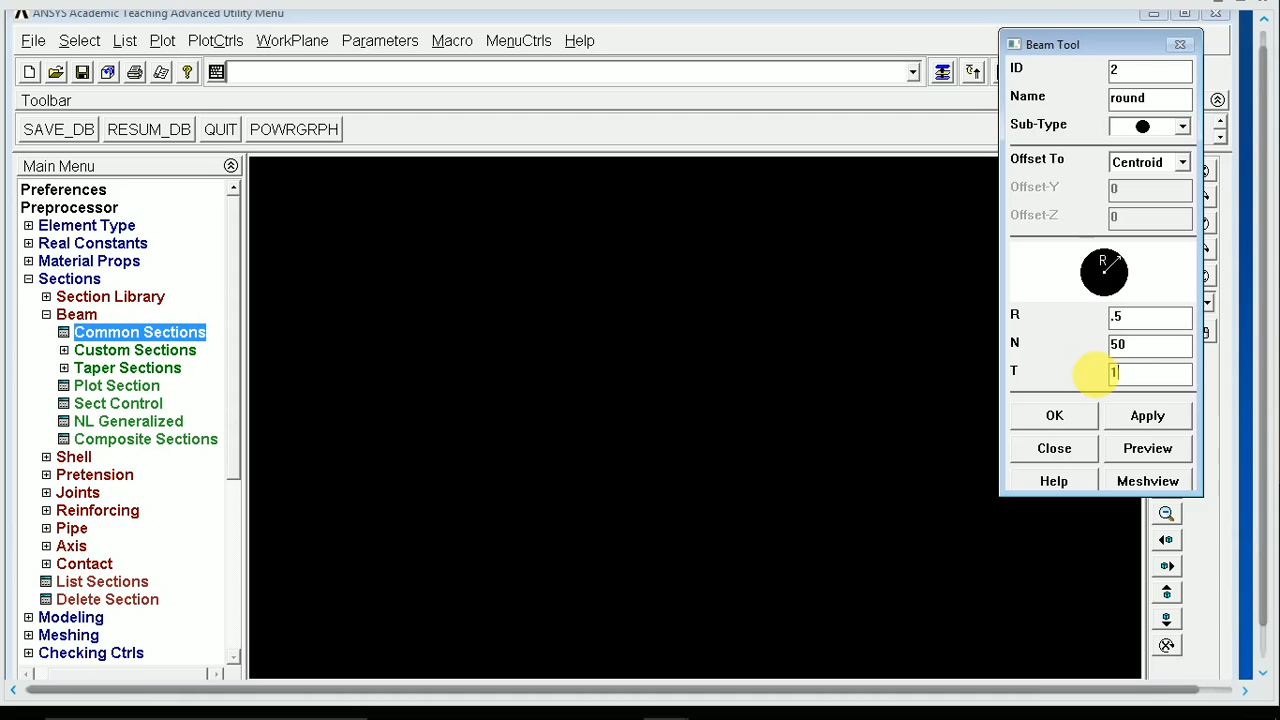 ANSYS Academic Teaching Advanced Utility Menu
File Select List Plot PlotCtrls WorkPlane Parameters Macro MenuCtrls Help
Toolbar
SAVE_DB RESUM_DB QUIT POWRGRPH
Main Menu
Preferences
Preprocessor
Element Type
Real Constants
Material Props
Sections
Section Library
Beam
Common Sections
Custom Sections
Taper Sections
Plot Section
Sect Control
NL Generalized
Composite Sections
Shell
Pretension
Joints
Reinforcing
Pipe
Axis
Contact
List Sections
Delete Section
Modeling
Meshing
Checking Ctrls
Beam Tool
ID 2
Name round
Sub-Type
Offset To Centroid
Offset-Y 0
Offset-Z 0
R
R .5
N 50
T 1
OK Apply
Close Preview
Help Meshview